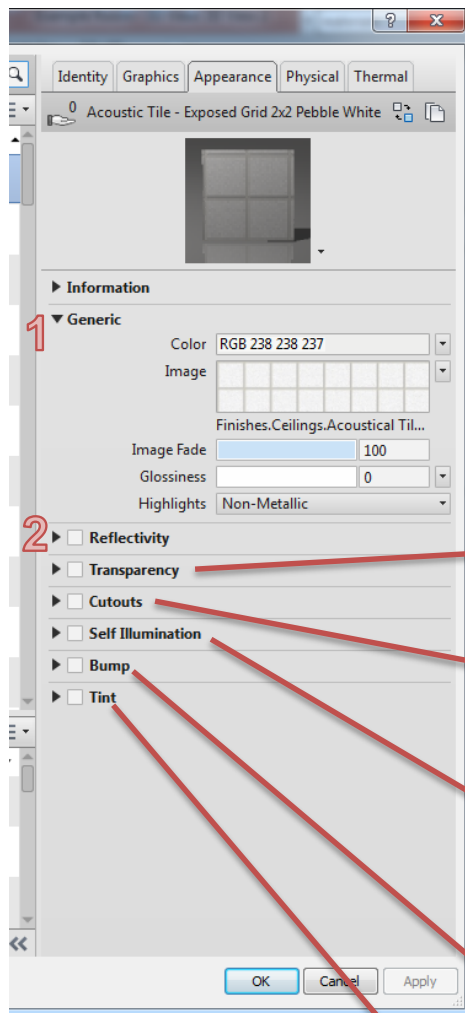 Identity Graphics Appearance Physical Thermal
0 Acoustic Tile - Exposed Grid 2x2 Pebble White
Information
1 Generic
Color RGB 238 238 237
Image
Finishes.Ceilings.Acoustical Til...
Image Fade 100
Glossiness 0
Highlights Non-Metallic
2 Reflectivity
Transparency
Cutouts
Self Illumination
Bump
Tint
OK Cancel Apply